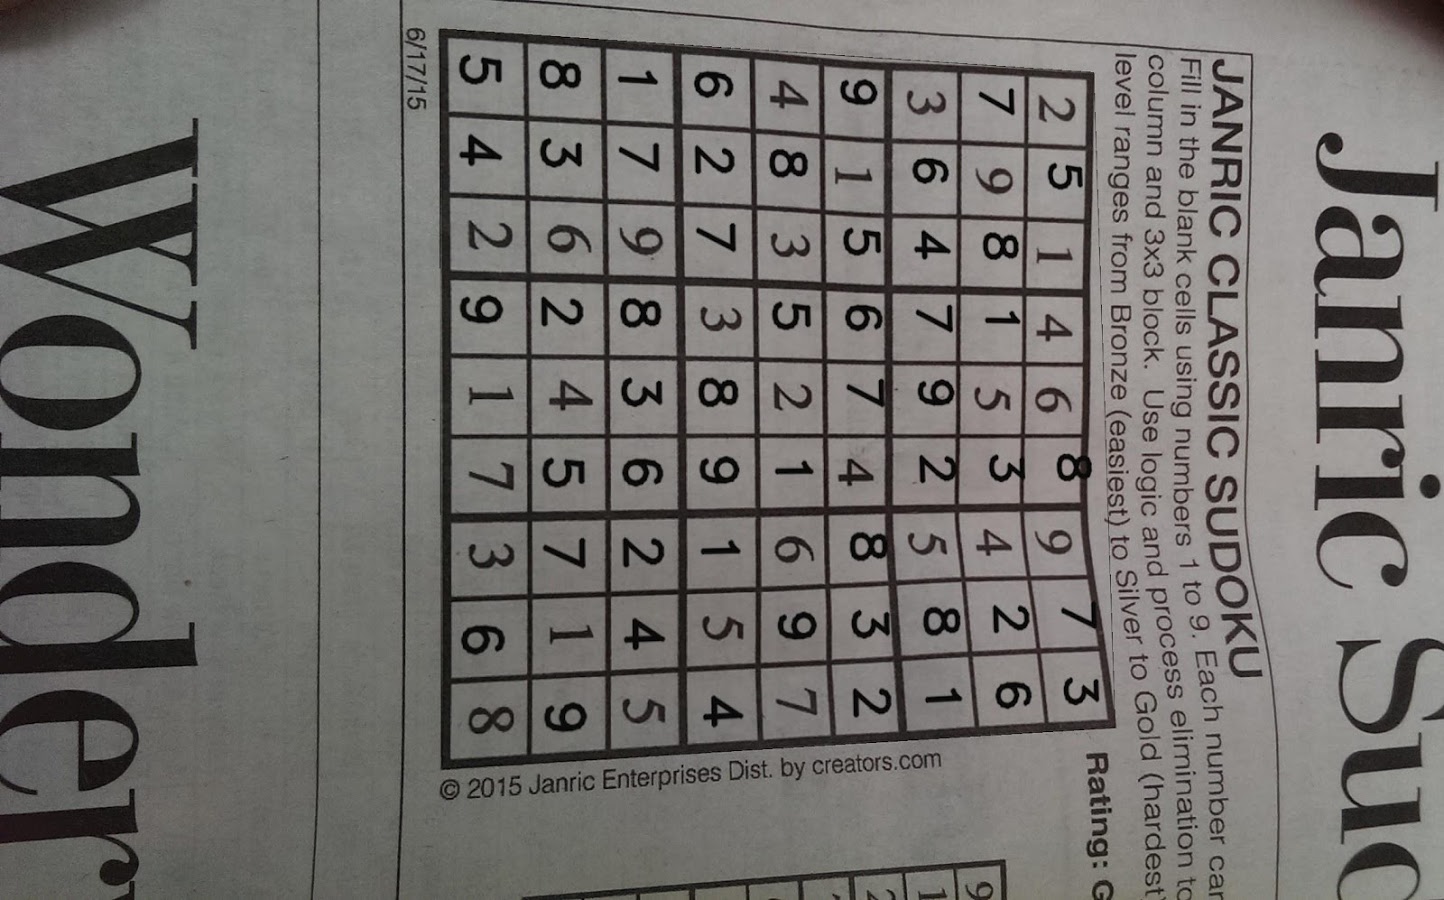 Janric
JANRIC CLASSIC SUDOKU
Fill in the blank cells using numbers 1 to 9. Each number can
column and 3x3 block. Use logic and process elimination to
level ranges from Bronze (easiest) to Silver to Gold (hardest)
Rating: G
2 5 1 4 6 8 9 7 3
7 9 8 1 5 3 4 2 6
3 6 4 7 9 2 5 8 1
9 1 5 6 7 4 8 3 2
4 8 3 5 2 1 6 9 7
6 2 7 3 8 9 1 5 4
1 7 9 8 3 6 2 4 5
8 3 6 2 4 5 7 1 9
5 4 2 9 1 7 3 6 8
9
1
6/17/15
© 2015 Janric Enterprises Dist. by creators.com
Wonder